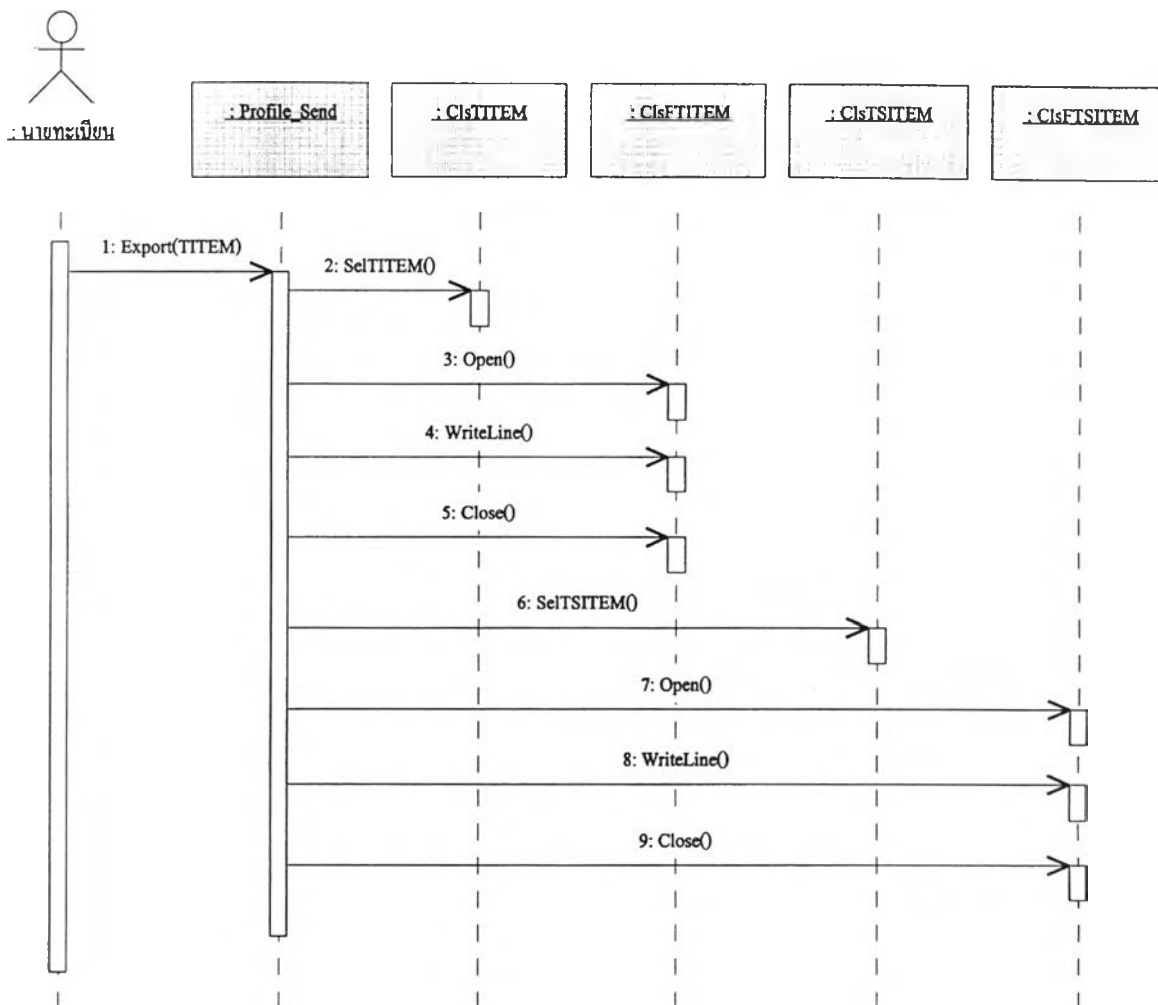 : นายทะเบียน
: Profile_Send
: ClsTITEM
: ClsFTITEM
: ClsTSITEM
: ClsFTSITEM
1: Export(TITEM)
2: SelTITEM()
3: Open()
4: WriteLine()
5: Close()
6: SelTSITEM()
7: Open()
8: WriteLine()
9: Close()